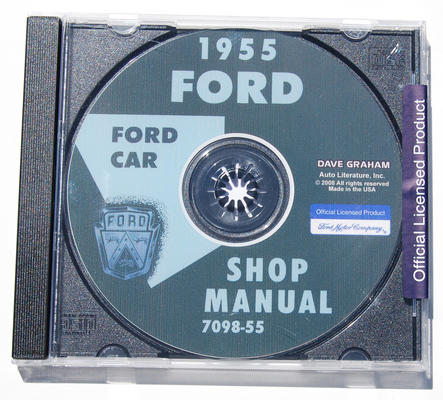 1955
FORD
FORD
CAR
DAVE GRAHAM
Auto Literature, Inc.
© 2008 All rights reserved
Made in the USA
Official Licensed Product
Ford Motor Company
FORD
SHOP
MANUAL
7098-55
Official Licensed Product